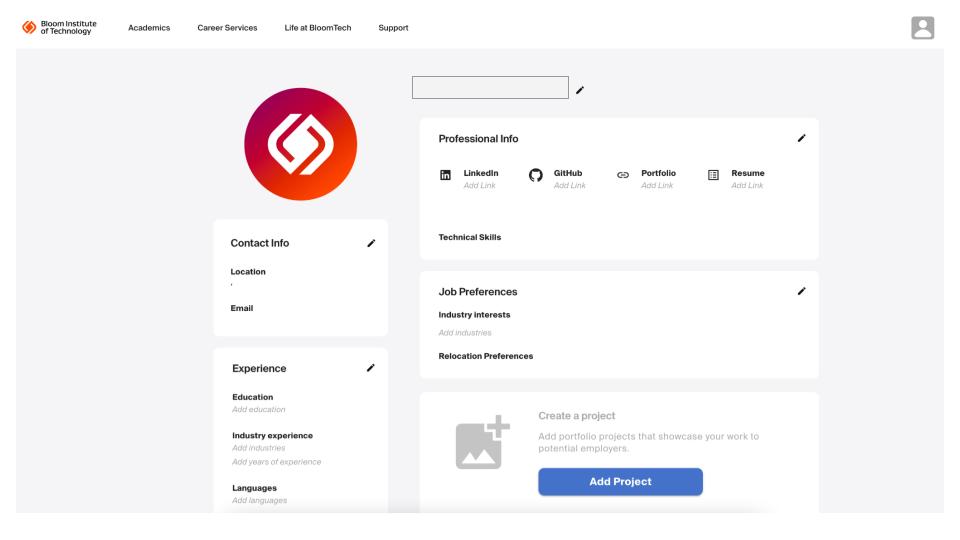 Bloom Institute
of Technology
Academics
Career Services
Life at BloomTech
Support
Professional Info
LinkedIn
Add Link
GitHub
Add Link
Portfolio
Add Link
Resume
Add Link
Technical Skills
Contact Info
Location
,
Email
Job Preferences
Industry interests
Add industries
Relocation Preferences
Experience
Education
Add education
Industry experience
Add industries
Add years of experience
Languages
Add languages
Create a project
Add portfolio projects that showcase your work to
potential employers.
Add Project